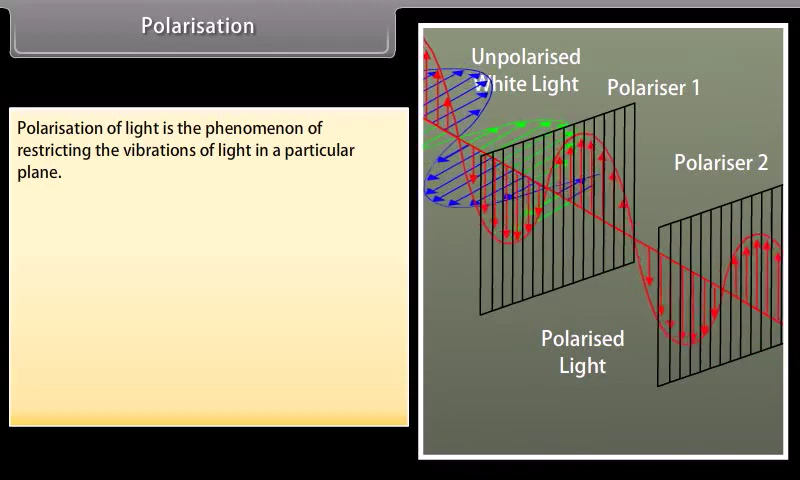 Polarisation
Polarisation of light is the phenomenon of
restricting the vibrations of light in a particular
plane.
Unpolarised
White Light
Polariser 1
Polariser 2
Polarised
Light